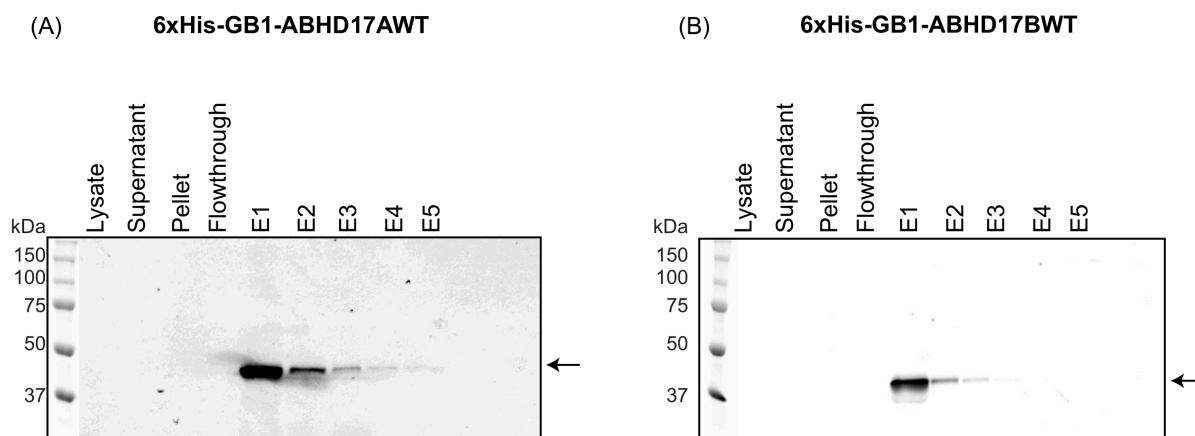 (A)
6xHis-GB1-ABHD17AWT
kDa
Lysate
Supernatant
Pellet
Flowthrough
E1
E2
E3
E4
E5
150
100
75
50
37
(B)
6xHis-GB1-ABHD17BWT
kDa
Lysate
Supernatant
Pellet
Flowthrough
E1
E2
E3
E4
E5
150
100
75
50
37